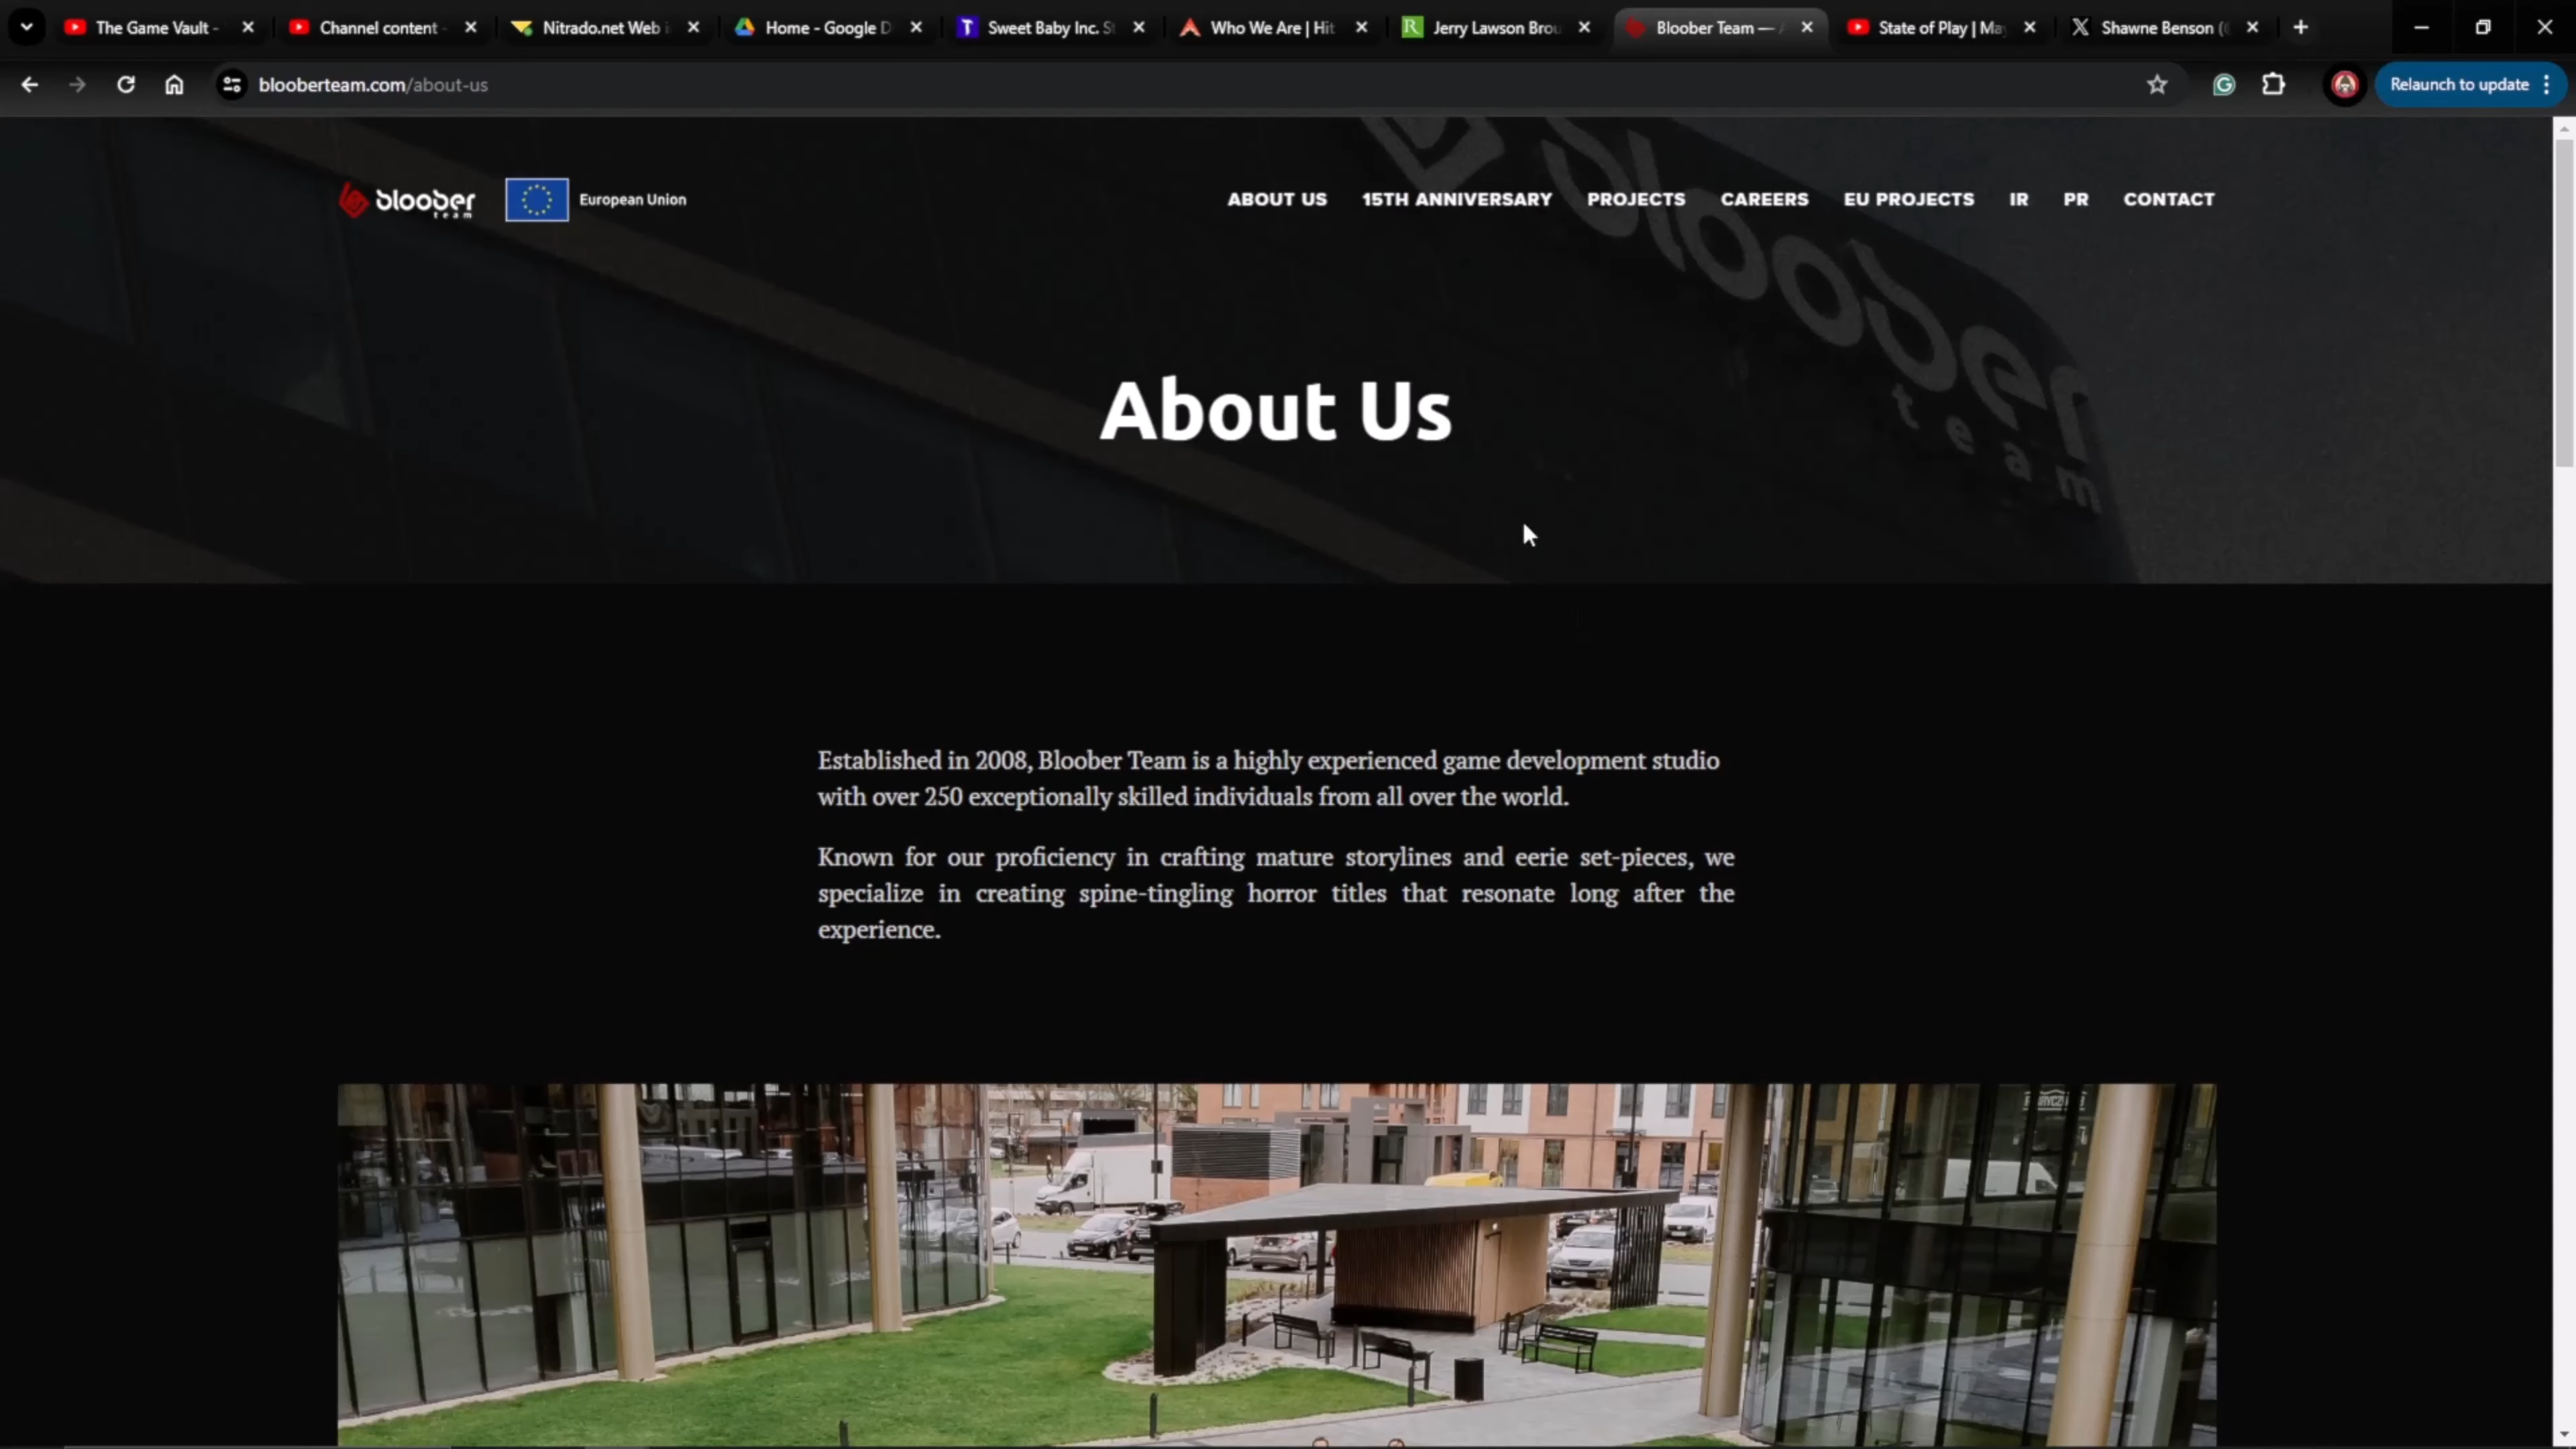 The Game Vault -
Channel content -
Nitrado.net Web i
Home - Google D
Sweet Baby Inc. S
Who We Are | Hit
Jerry Lawson Brou
Bloober Team —
State of Play | Ma
Shawne Benson (
blooberteam.com/about-us
Relaunch to update
bloober
team
European Union
ABOUT US
15TH ANNIVERSARY
PROJECTS
CAREERS
EU PROJECTS
IR
PR
CONTACT
bloober
team
About Us
Established in 2008, Bloober Team is a highly experienced game development studio
with over 250 exceptionally skilled individuals from all over the world.
Known for our proficiency in crafting mature storylines and eerie set-pieces, we
specialize in creating spine-tingling horror titles that resonate long after the
experience.